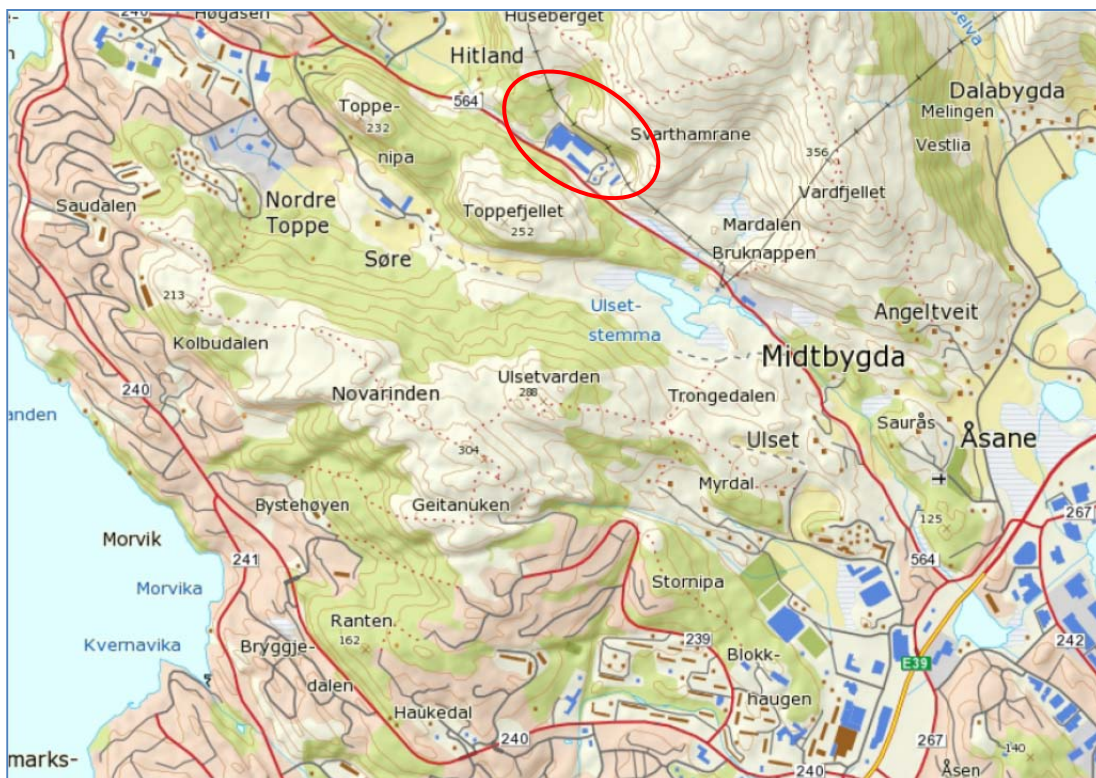 240
Høgåsen
Huseberget
Hitland
564
Toppe-
232
nipa
Svarthamrane
356
Dalabygda
Melingen
Vestlia
Vardfjellet
Saudalen
Nordre
Toppe
Toppefjellet
252
Mardalen
Bruknappen
Søre
213
Ulset-
stemma
Angeltveit
Kolbudalen
Midtbygda
240
Novarinden
Ulsetvarden
288
Trongedalen
anden
304
Ulset
Saurås
Åsane
Myrdal
Bystehøyen
Geitanuken
125
267
Morvik
241
564
Morvika
Stornipa
Ranten
162
239
242
Kvernavika
Bryggje-
dalen
Blokk-
haugen
E39
Haukedal
240
267
140
marks-
240
Åsen